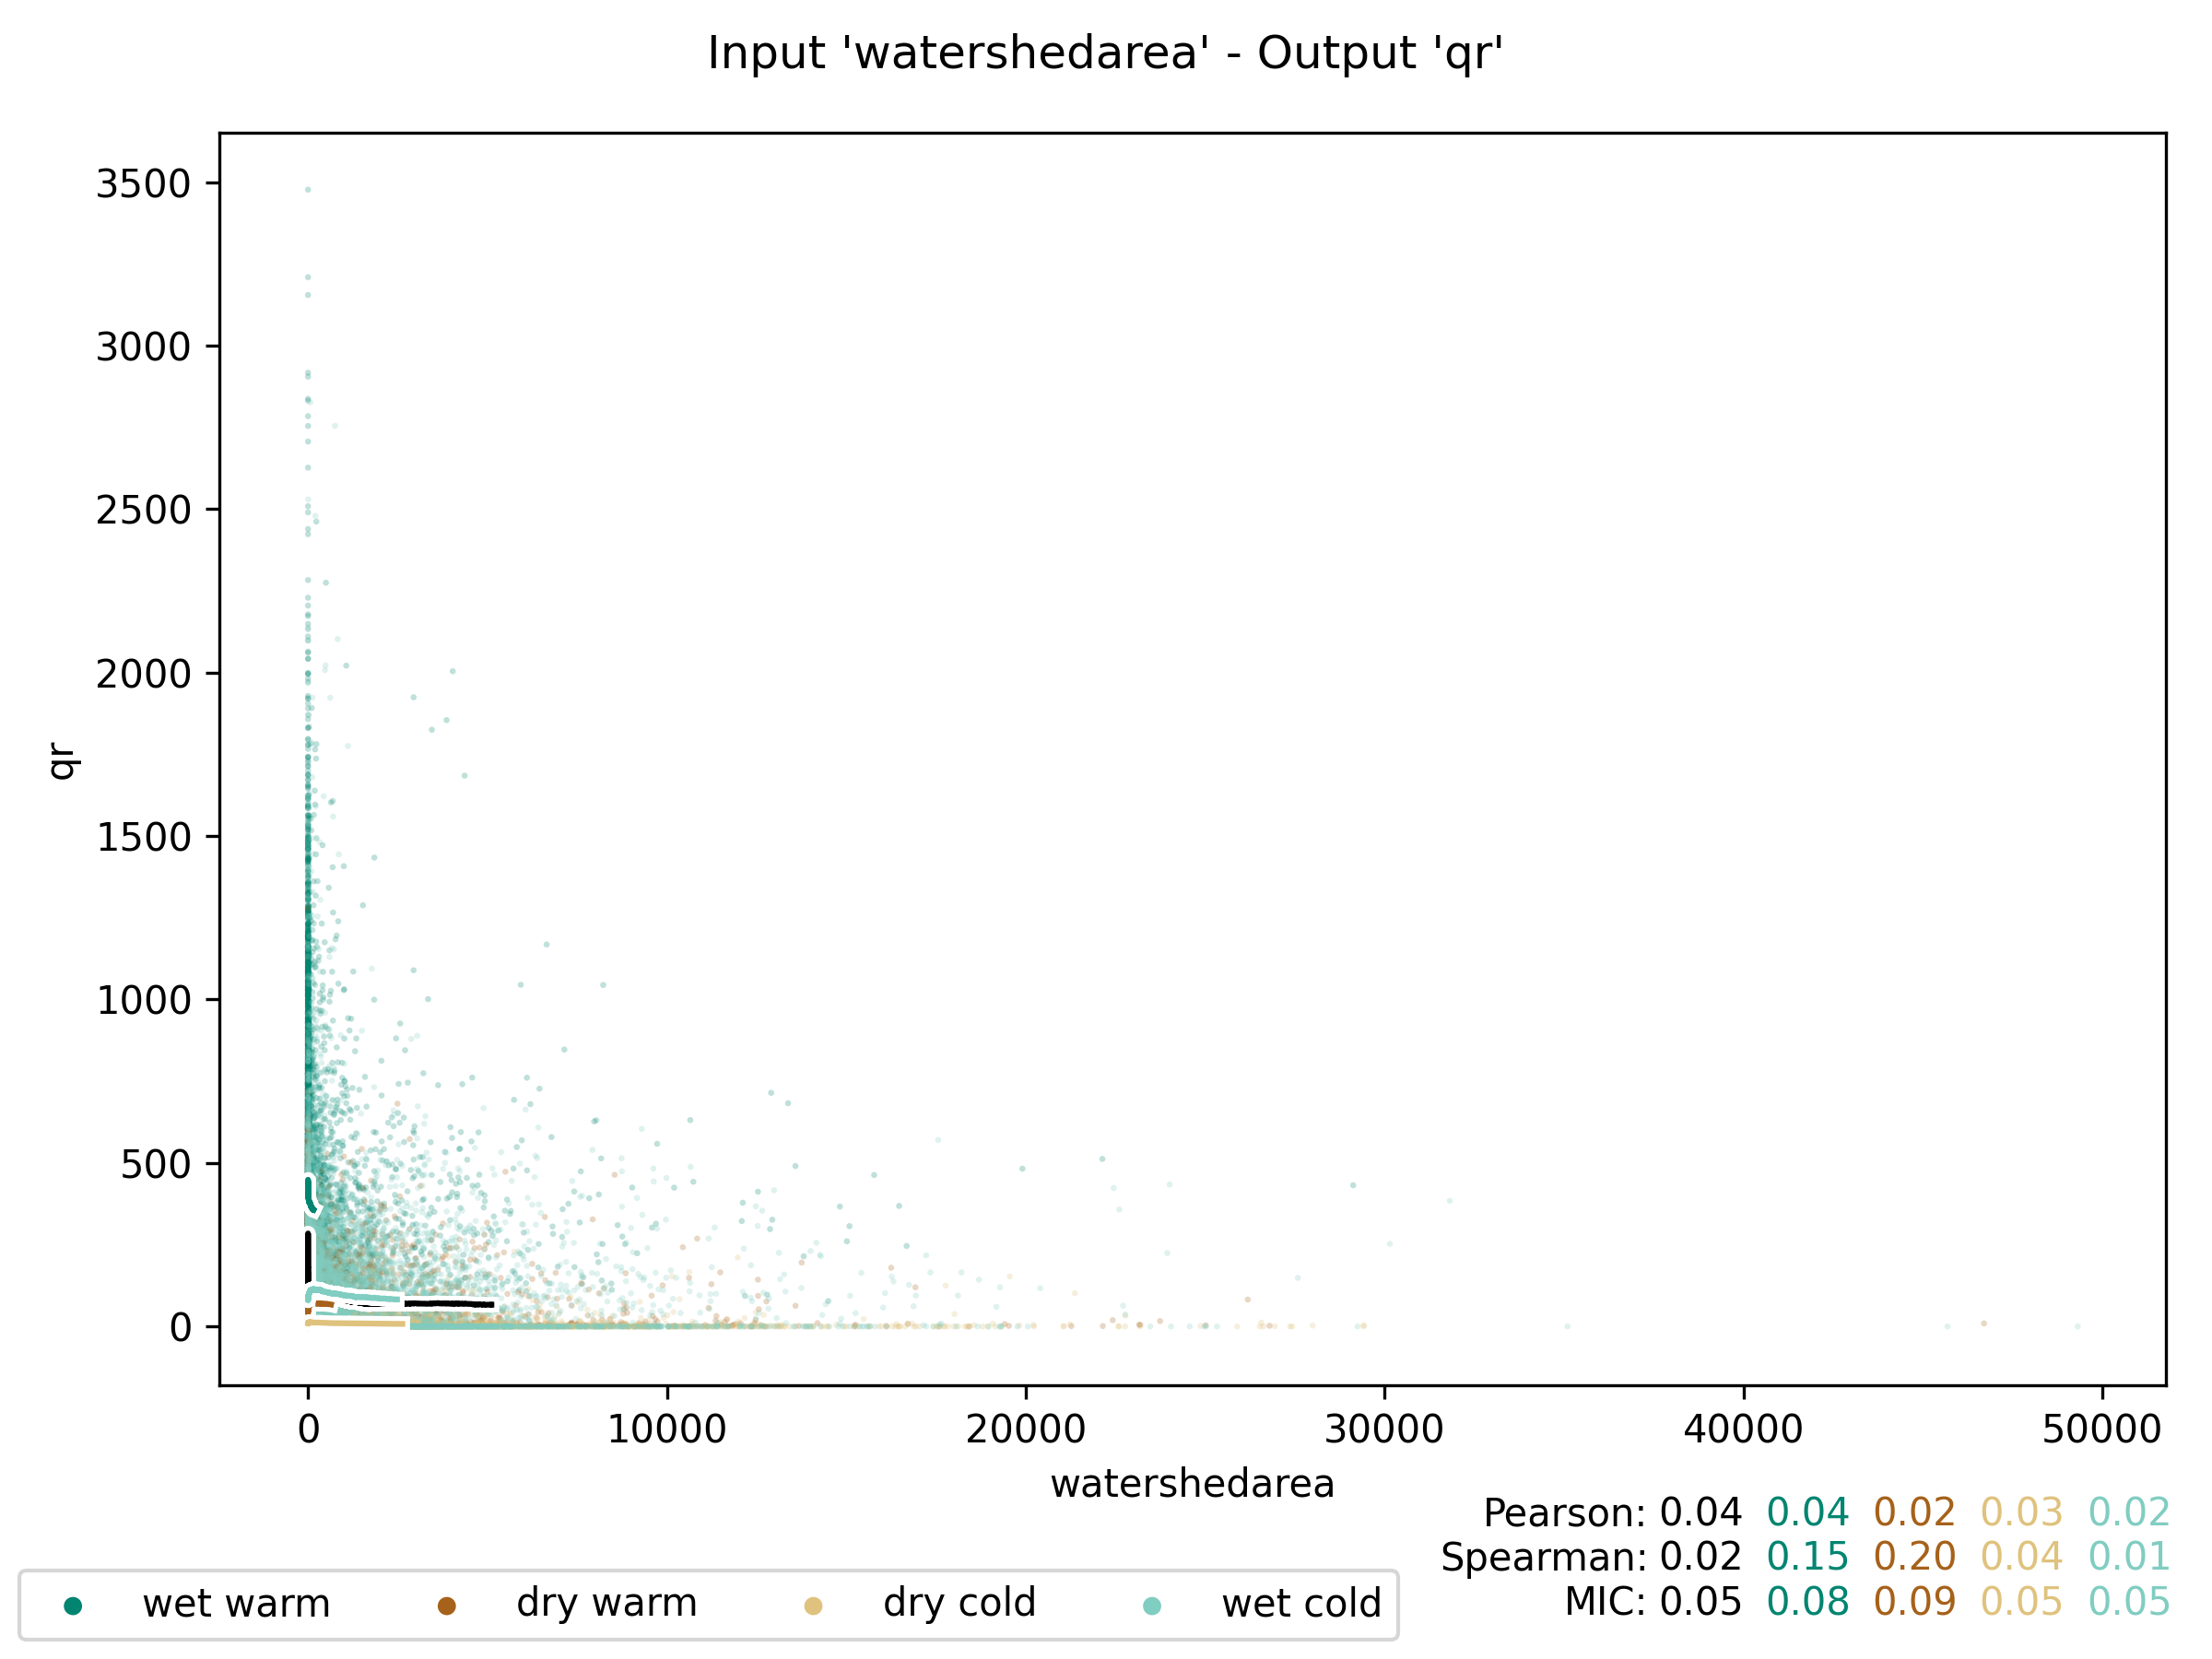 Input 'watershedarea' - Output 'qr'
3500
3000
2500
2000
1500
1000
500
0
qr
0 10000 20000 30000 40000 50000
watershedarea
Pearson: 0.04 0.04 0.02 0.03 0.02
Spearman: 0.02 0.15 0.20 0.04 0.01
MIC: 0.05 0.08 0.09 0.05 0.05
wet warm dry warm dry cold wet cold